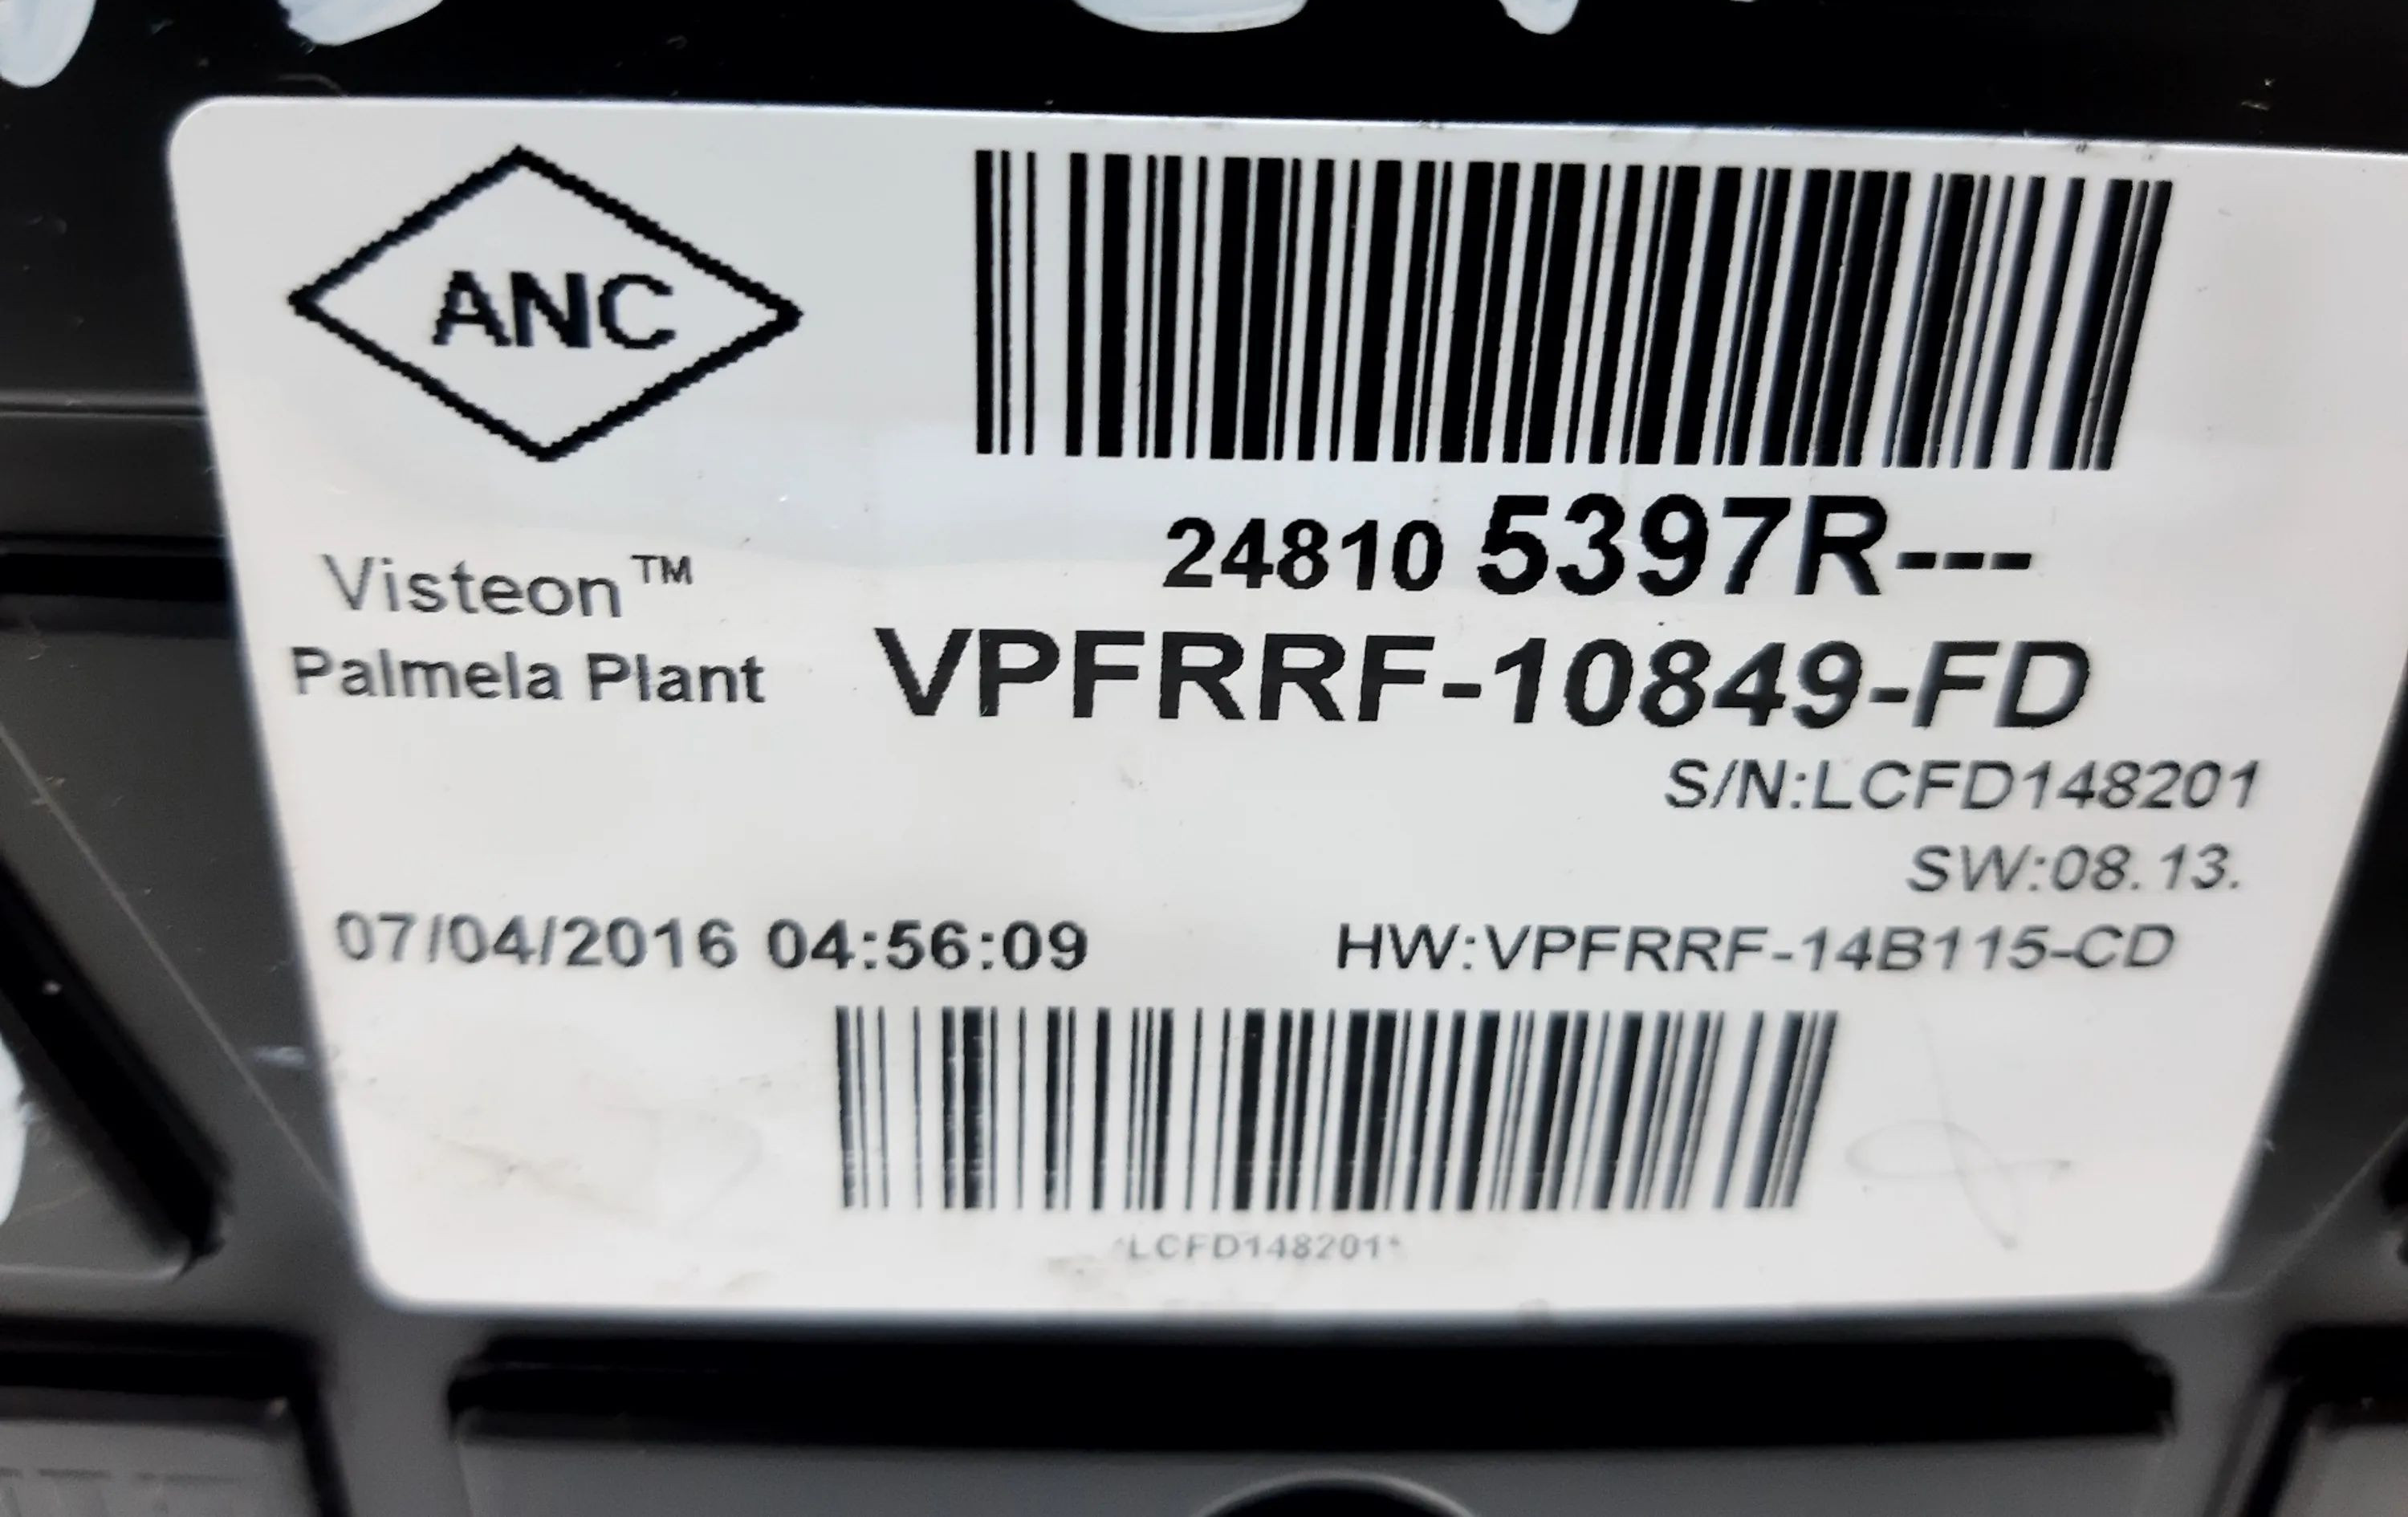 ANC
24810 5397R---
Visteon™
Palmela Plant
VPFRRF-10849-FD
S/N:LCFD148201
SW:08.13.
07/04/2016 04:56:09
HW:VPFRRF-14B115-CD
*LCFD148201*